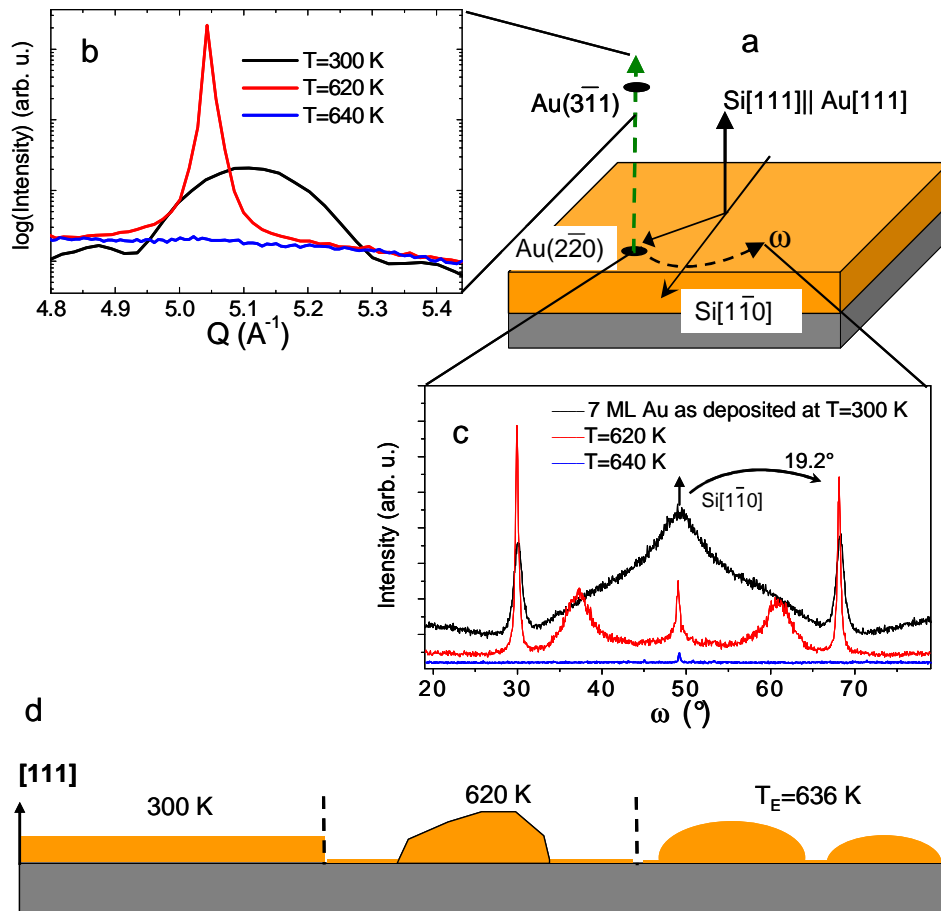 b
T=300 K
T=620 K
T=640 K
log(Intensity) (arb. u.)
4.8 4.9 5.0 5.1 5.2 5.3 5.4
Q (A⁻¹)
a
Au(3̅1̅1)
Si[111]|| Au[111]
Au(22̅0)
ω
Si[11̅0]
c
7 ML Au as deposited at T=300 K
T=620 K
T=640 K
19.2°
Si[11̅0]
Intensity (arb. u.)
20 30 40 50 60 70
ω (°)
d
[111]
300 K
620 K
T_E=636 K